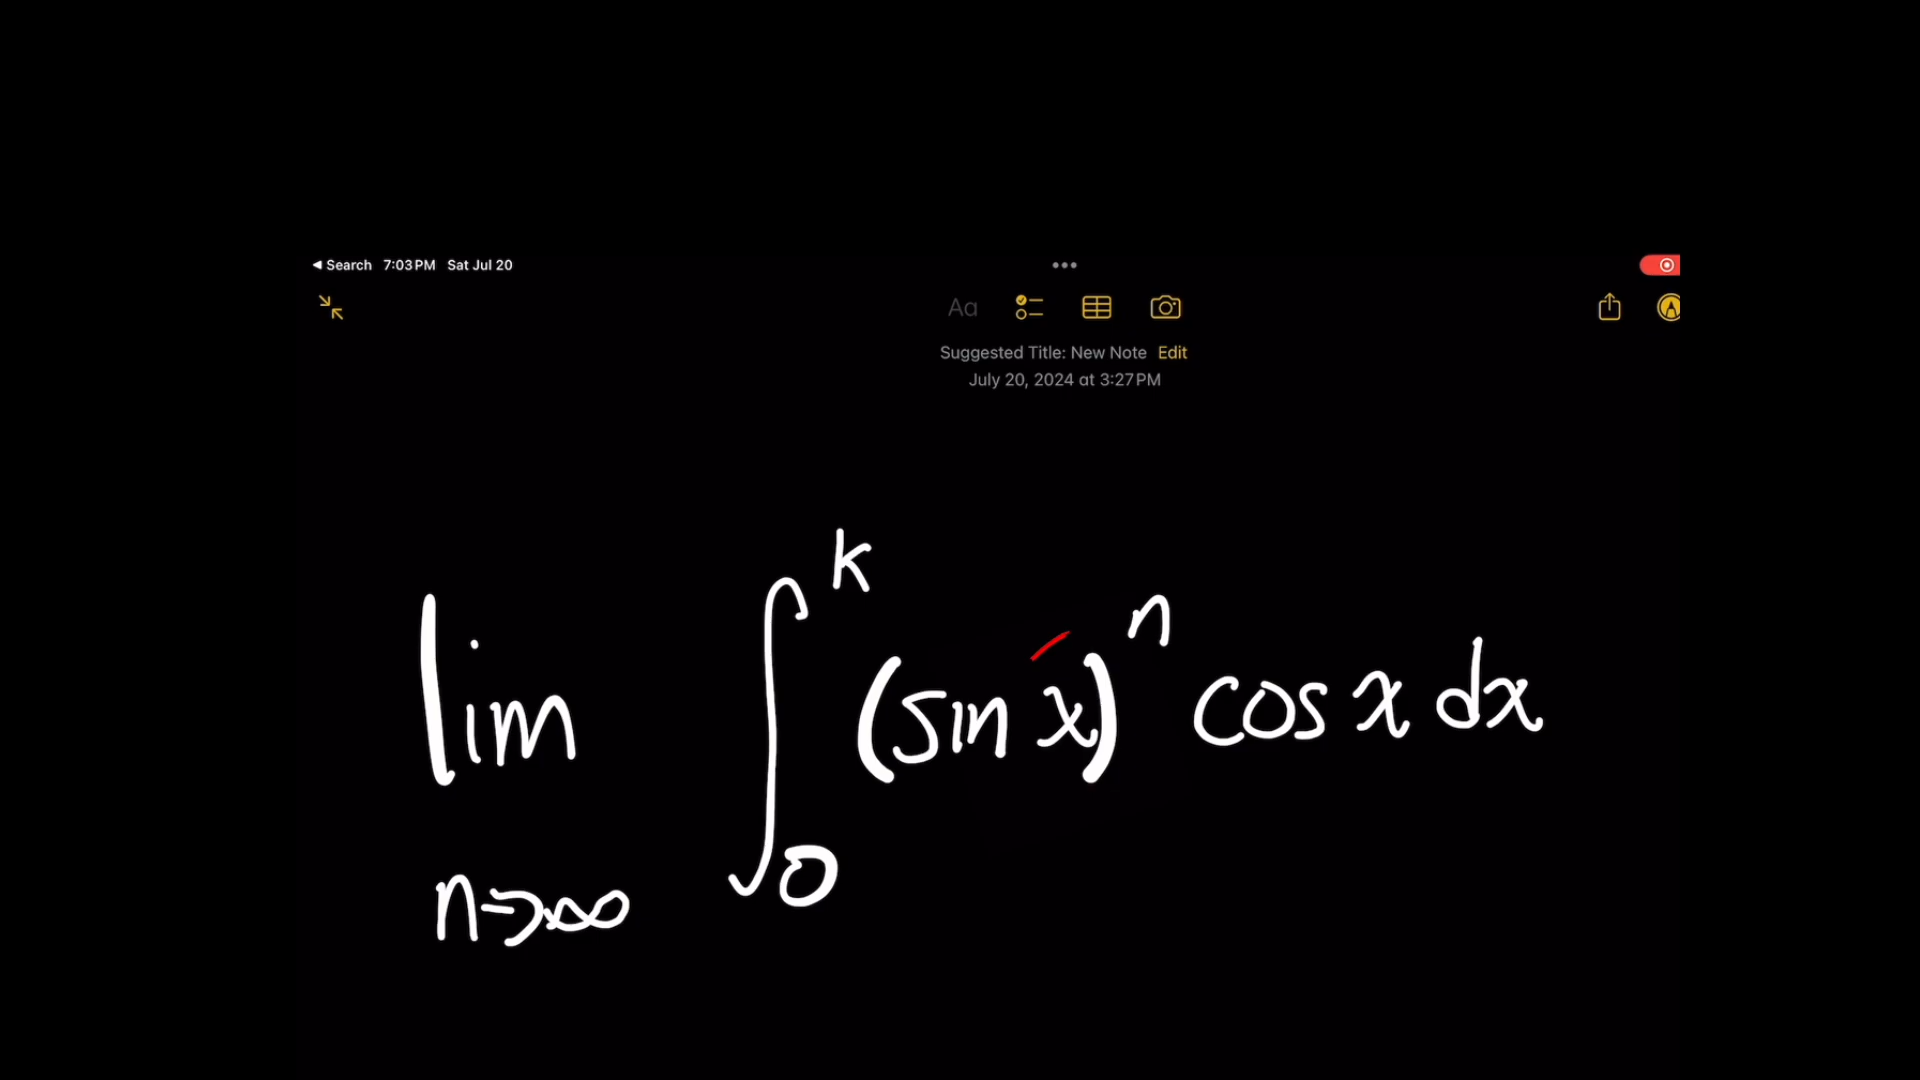 ◀ Search 7:03 PM Sat Jul 20
Aa
Suggested Title: New Note Edit
July 20, 2024 at 3:27 PM
lim ∫₀ᵏ (sin x)ⁿ cos x dx
n→∞